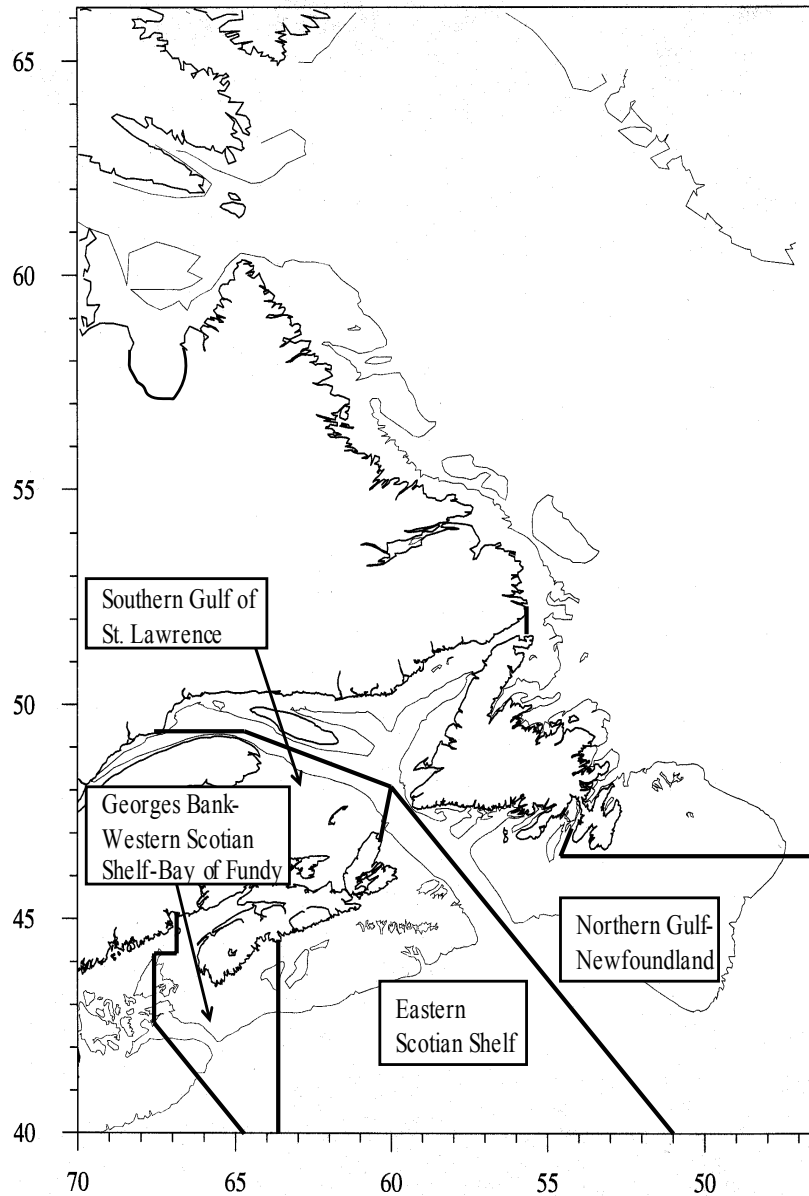 65
60
55
Southern Gulf of
St. Lawrence
50
Georges Bank-
Western Scotian
Shelf-Bay of Fundy
45
Northern Gulf-
Newfoundland
Eastern
Scotian Shelf
40
70 65 60 55 50